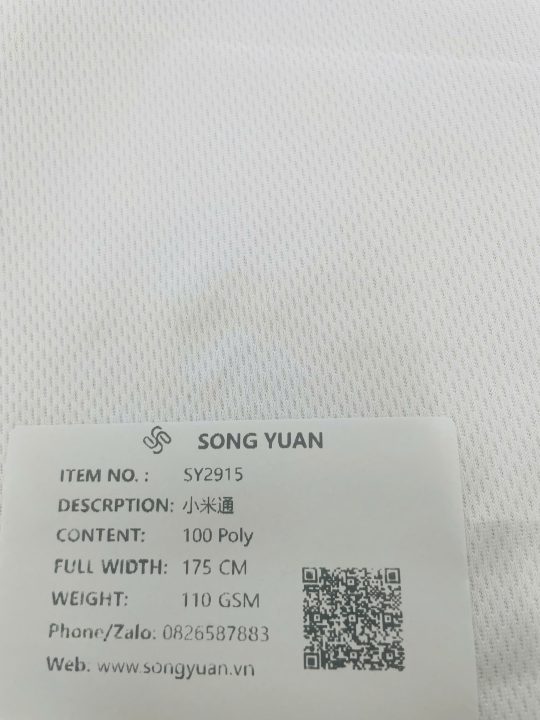 SONG YUAN
ITEM NO. : SY2915
DESCRPTION: 小米通
CONTENT: 100 Poly
FULL WIDTH: 175 CM
WEIGHT: 110 GSM
Phone/Zalo: 0826587883
Web: www.songyuan.vn